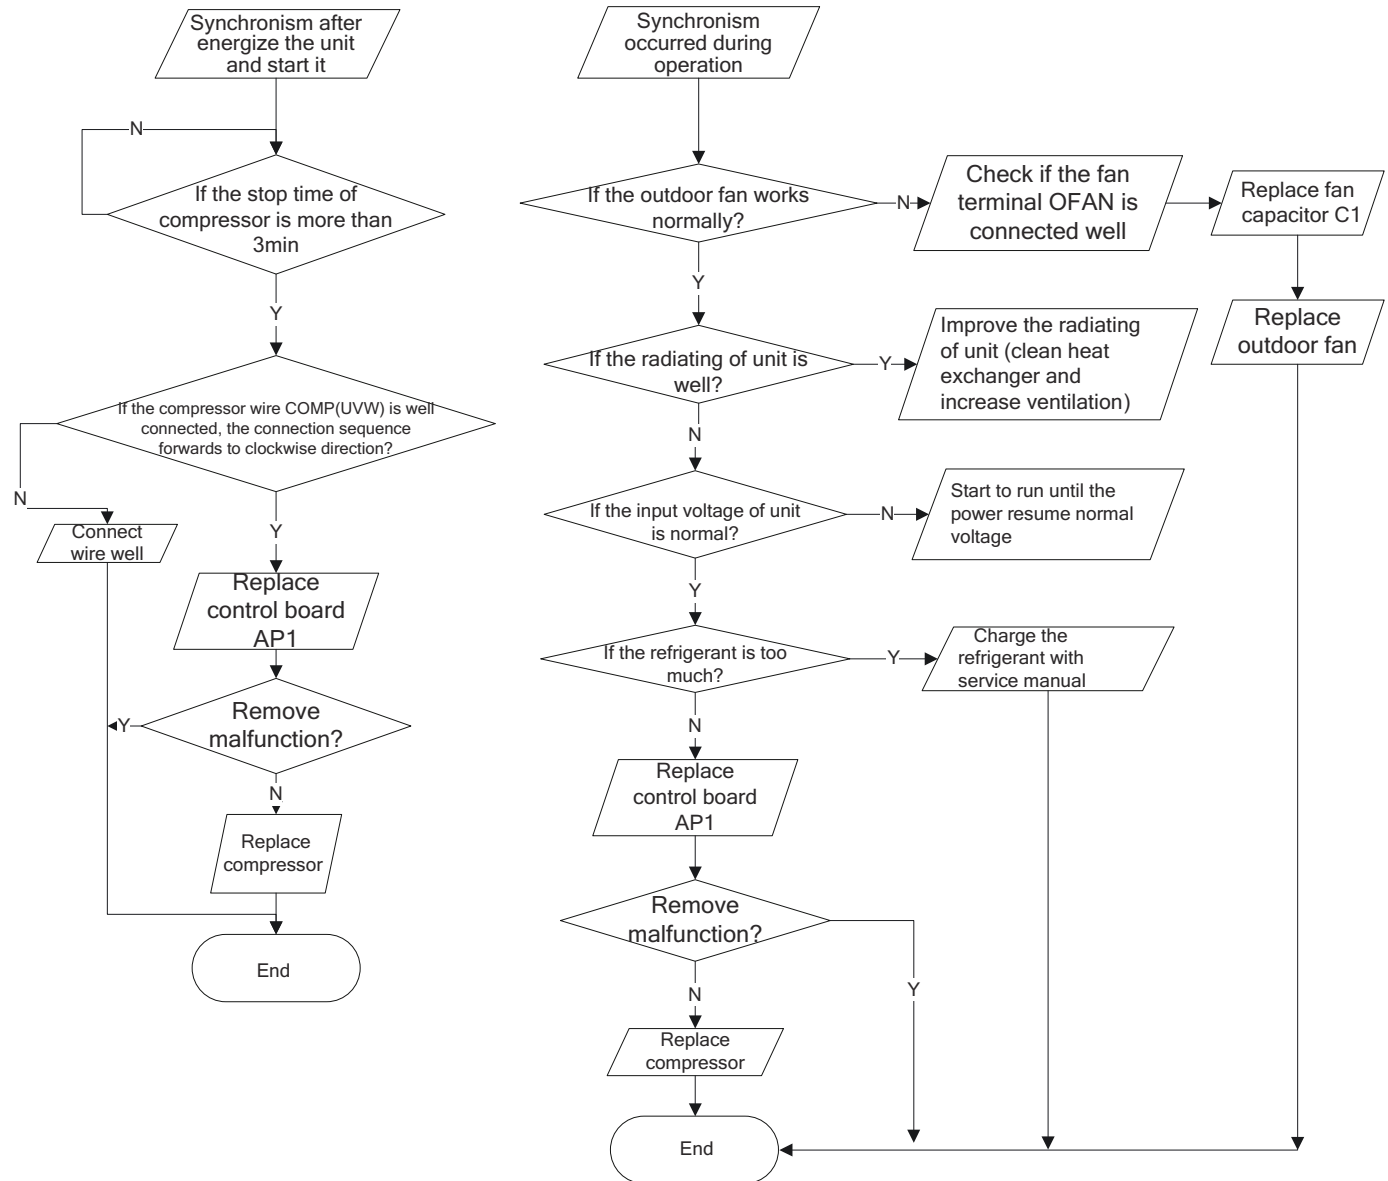 Synchronism after
energize the unit
and start it
N
If the stop time of
compressor is more than
3min
Y
If the compressor wire COMP(UVW) is well
connected, the connection sequence
forwards to clockwise direction?
N
Connect
wire well
Y
Replace
control board
AP1
Remove
malfunction?
Y
N
Replace
compressor
End
Synchronism
occurred during
operation
If the outdoor fan works
normally?
N
Check if the fan
terminal OFAN is
connected well
Replace fan
capacitor C1
Replace
outdoor fan
Y
If the radiating of unit is
well?
Y
Improve the radiating
of unit (clean heat
exchanger and
increase ventilation)
N
If the input voltage of unit
is normal?
N
Start to run until the
power resume normal
voltage
Y
If the refrigerant is too
much?
Y
Charge the
refrigerant with
service manual
N
Replace
control board
AP1
Remove
malfunction?
Y
N
Replace
compressor
End